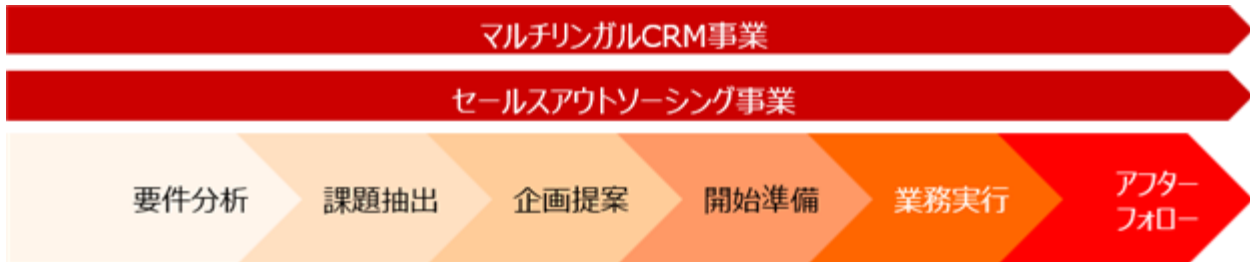 マルチリンガルCRM事業
セールスアウトソーシング事業
要件分析
課題抽出
企画提案
開始準備
業務実行
アフター
フォロー